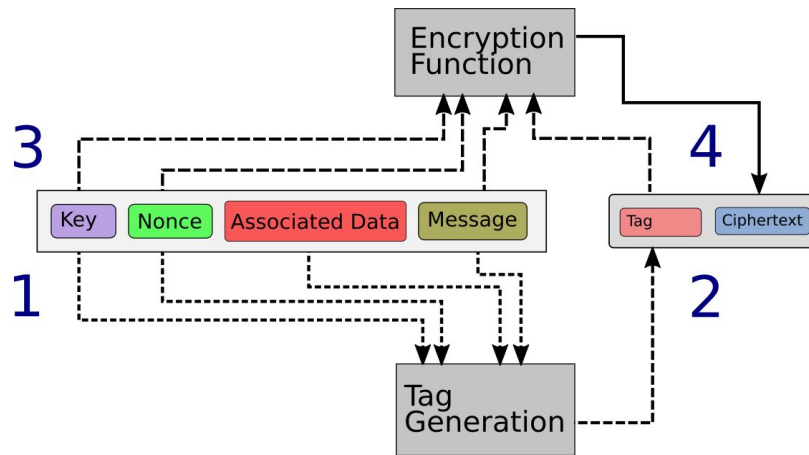 Encryption
Function
3
4
Key
Nonce
Associated Data
Message
Tag
Ciphertext
1
2
Tag
Generation